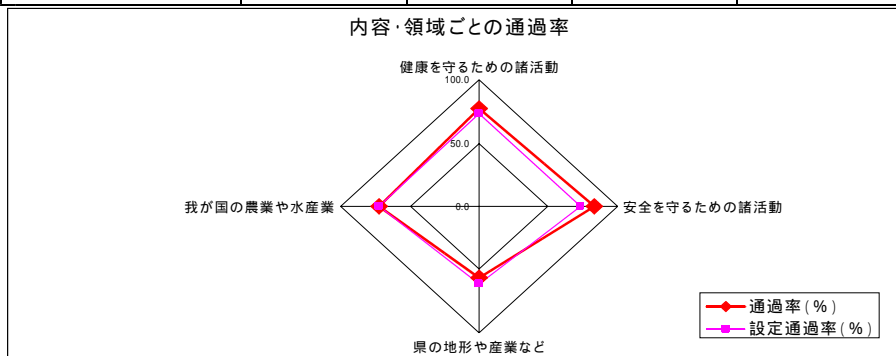 内容・領域ごとの通過率
健康を守るための諸活動
100.0
50.0
我が国の農業や水産業
0.0
安全を守るための諸活動
県の地形や産業など
通過率(%)
設定通過率(%)